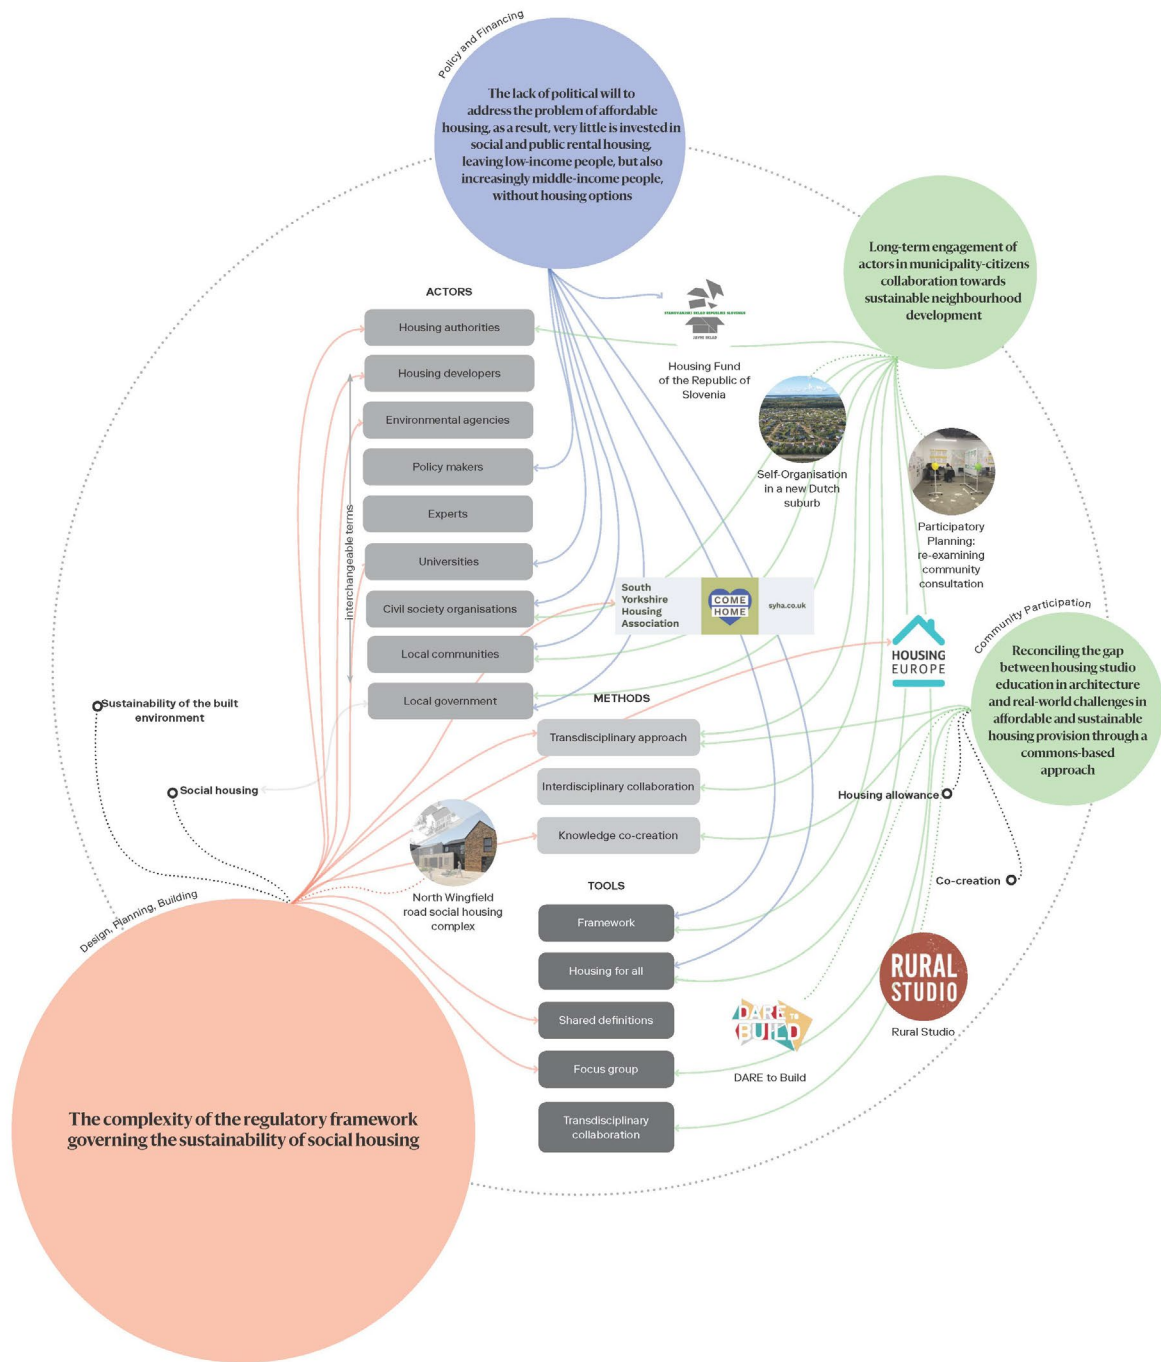 Policy and Financing
The lack of political will to
address the problem of affordable
housing, as a result, very little is invested in
social and public rental housing,
leaving low-income people, but also
increasingly middle-income people,
without housing options
Long-term engagement of
actors in municipality-citizens
collaboration towards
sustainable neighbourhood
development
ACTORS
Housing authorities
Housing developers
Environmental agencies
Policy makers
Experts
Universities
Civil society organisations
Local communities
Local government
interchangeable terms
Housing Fund
of the Republic of
Slovenia
Self-Organisation
in a new Dutch
suburb
Participatory
Planning:
re-examining
community
consultation
South
Yorkshire
Housing
Association
COME
HOME
syha.co.uk
HOUSING
EUROPE
Community Participation
Reconciling the gap
between housing studio
education in architecture
and real-world challenges in
affordable and sustainable
housing provision through a
commons-based
approach
Sustainability of the built
environment
Social housing
METHODS
Transdisciplinary approach
Interdisciplinary collaboration
Knowledge co-creation
Housing allowance
Co-creation
North Wingfield
road social housing
complex
TOOLS
Framework
Housing for all
Shared definitions
Focus group
Transdisciplinary
collaboration
DARE TO
BUILD
DARE to Build
RURAL
STUDIO
Rural Studio
Design, Planning, Building
The complexity of the regulatory framework
governing the sustainability of social housing